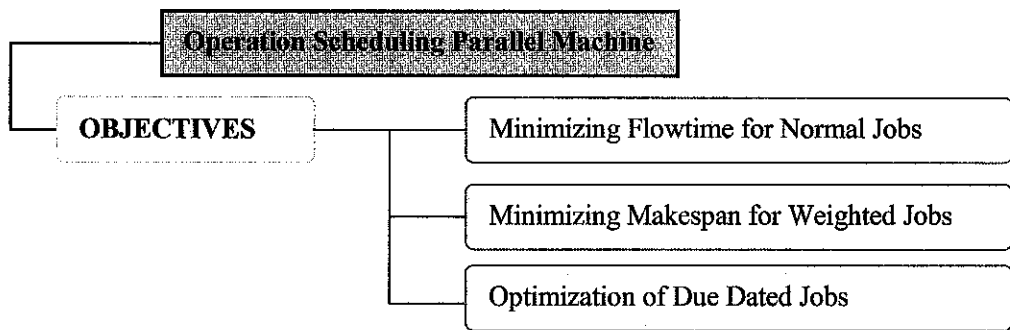 Operation Scheduling Parallel Machine
OBJECTIVES
Minimizing Flowtime for Normal Jobs
Minimizing Makespan for Weighted Jobs
Optimization of Due Dated Jobs